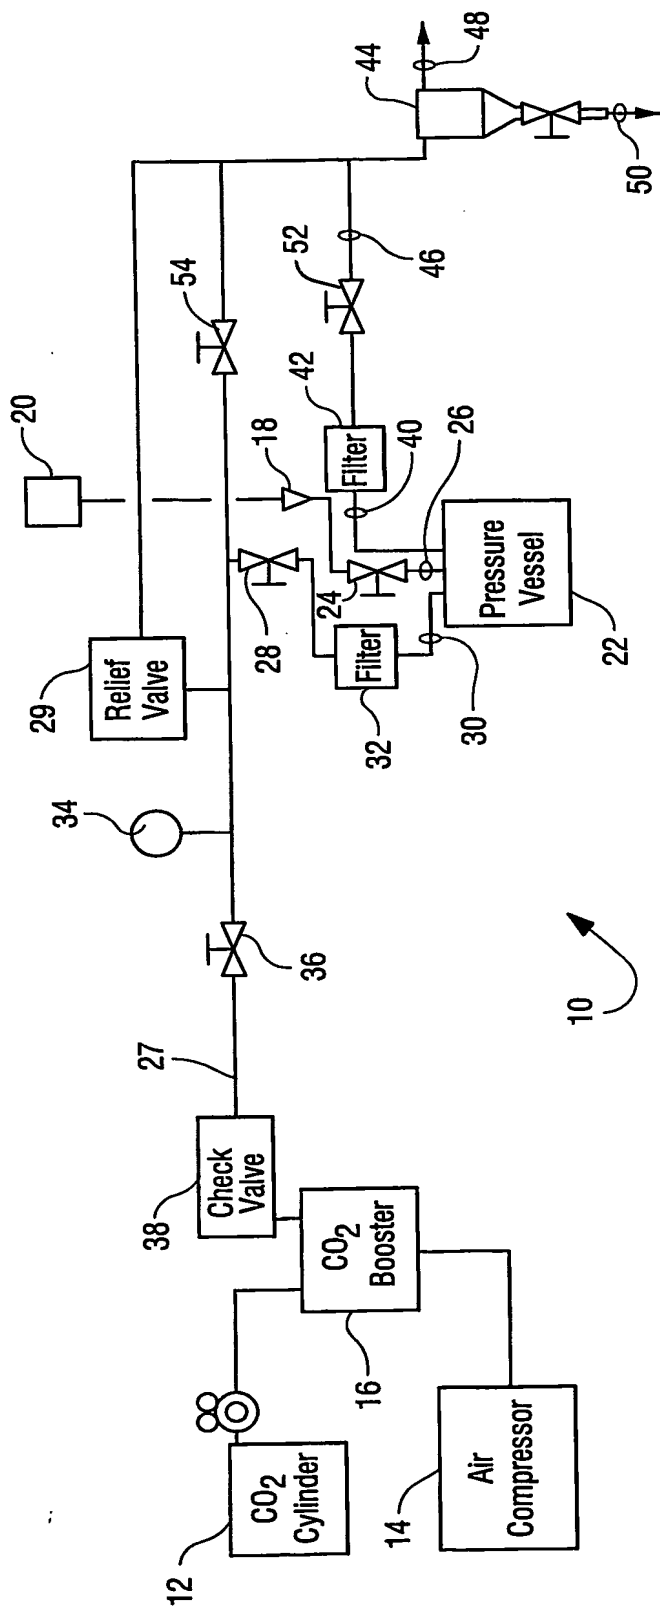 20
29
Relief
Valve
54
34
44
48
50
52
46
42
Filter
40
18
26
24
28
Filter
32
30
Pressure
Vessel
22
36
27
38
Check
Valve
10
CO2
Booster
16
CO2
Cylinder
12
Air
Compressor
14